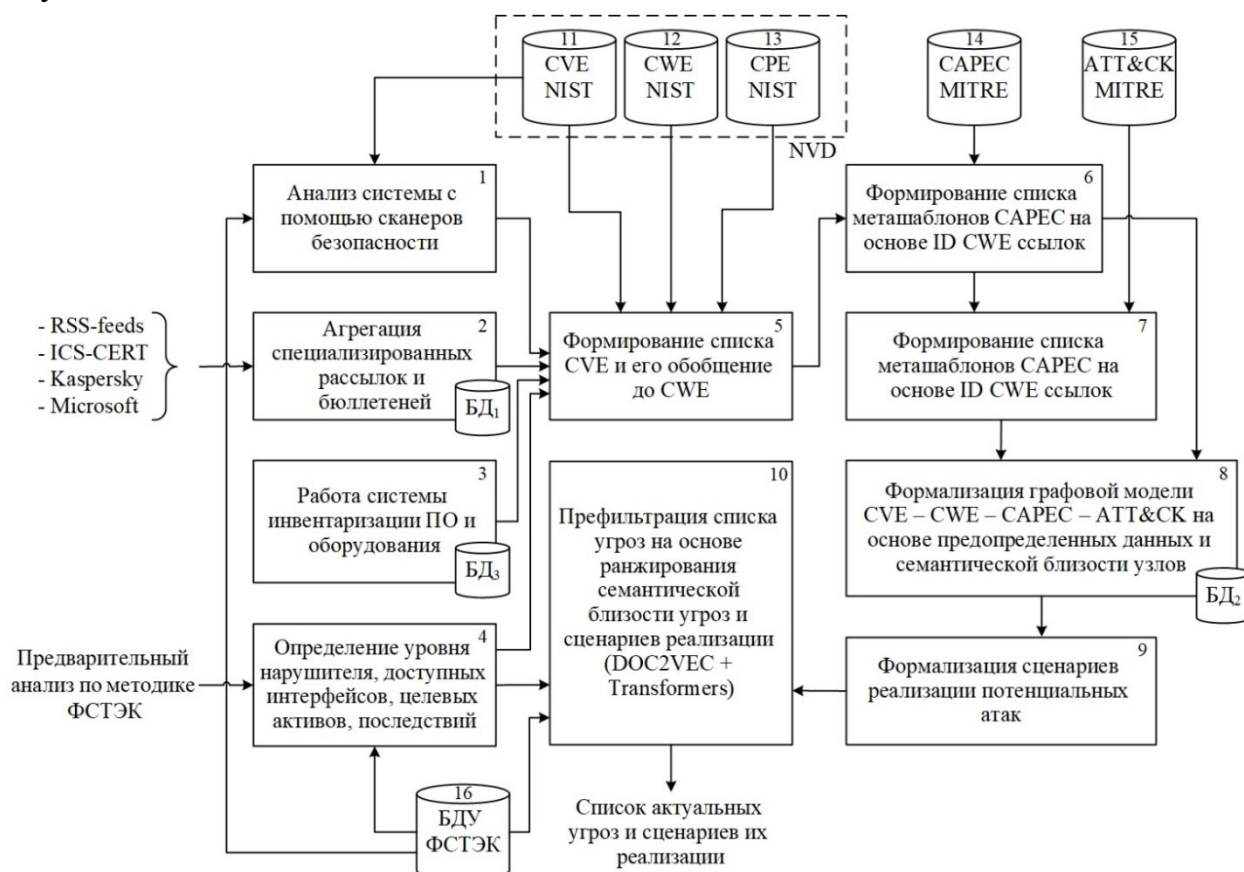 11
CVE
NIST
12
CWE
NIST
13
CPE
NIST
NVD
14
CAPEC
MITRE
15
ATT&CK
MITRE
1
Анализ системы с
помощью сканеров
безопасности
6
Формирование списка
меташаблонов CAPEC на
основе ID CWE ссылок
- RSS-feeds
- ICS-CERT
- Kaspersky
- Microsoft
2
Агрегация
специализированных
рассылок и
бюллетеней
БД₁
5
Формирование списка
CVE и его обобщение
до CWE
7
Формирование списка
меташаблонов CAPEC на
основе ID CWE ссылок
3
Работа системы
инвентаризации ПО и
оборудования
БД₃
10
Префильтрация списка
угроз на основе
ранжирования
семантической
близости угроз и
сценариев реализации
(DOC2VEC +
Transformers)
8
Формализация графовой модели
CVE – CWE – CAPEC – ATT&CK на
основе предопределенных данных и
семантической близости узлов
БД₂
Предварительный
анализ по методике
ФСТЭК
4
Определение уровня
нарушителя, доступных
интерфейсов, целевых
активов, последствий
9
Формализация сценариев
реализации потенциальных
атак
16
БДУ
ФСТЭК
Список актуальных
угроз и сценариев их
реализации